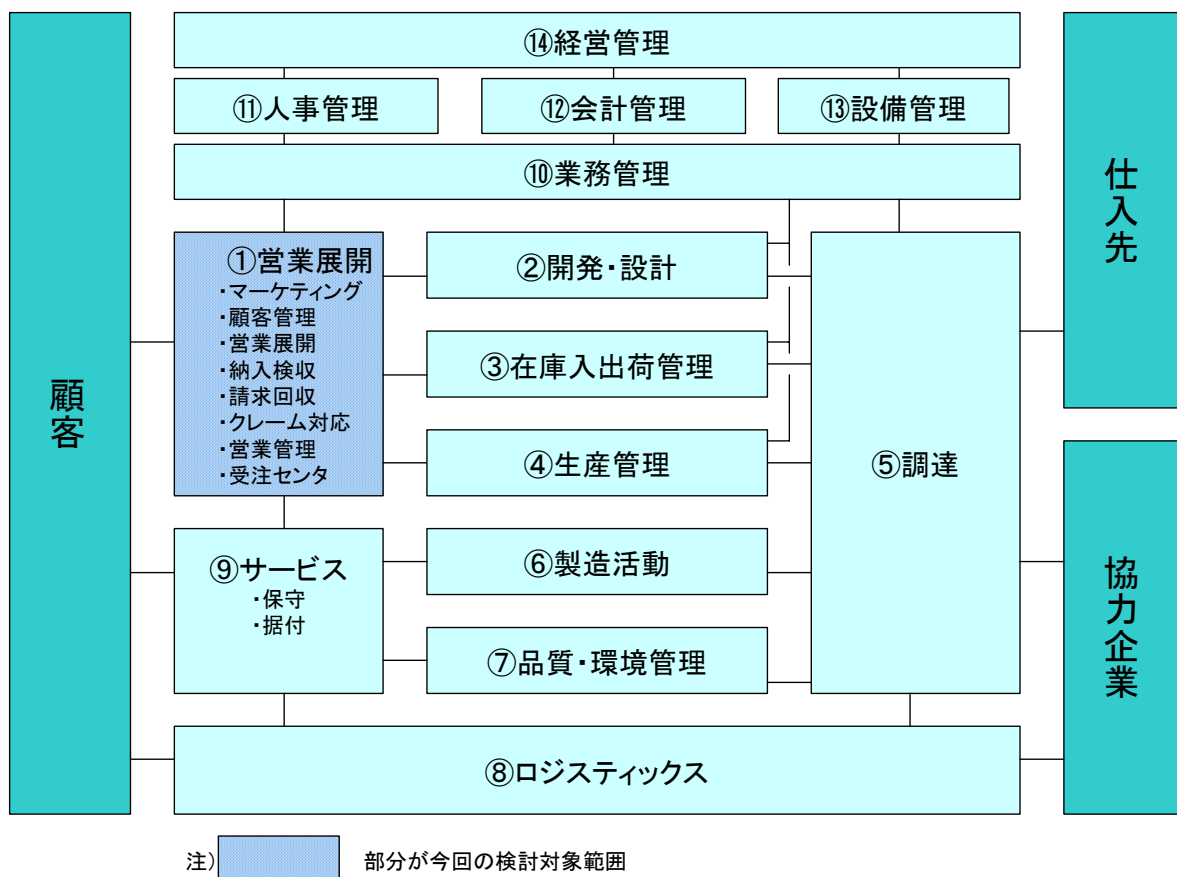 ⑭経営管理
⑪人事管理
⑫会計管理
⑬設備管理
⑩業務管理
顧客
①営業展開
・マーケティング
・顧客管理
・営業展開
・納入検収
・請求回収
・クレーム対応
・営業管理
・受注センタ
②開発・設計
③在庫入出荷管理
④生産管理
⑤調達
仕入先
⑨サービス
・保守
・据付
⑥製造活動
⑦品質・環境管理
協力企業
⑧ロジスティックス
注)
部分が今回の検討対象範囲